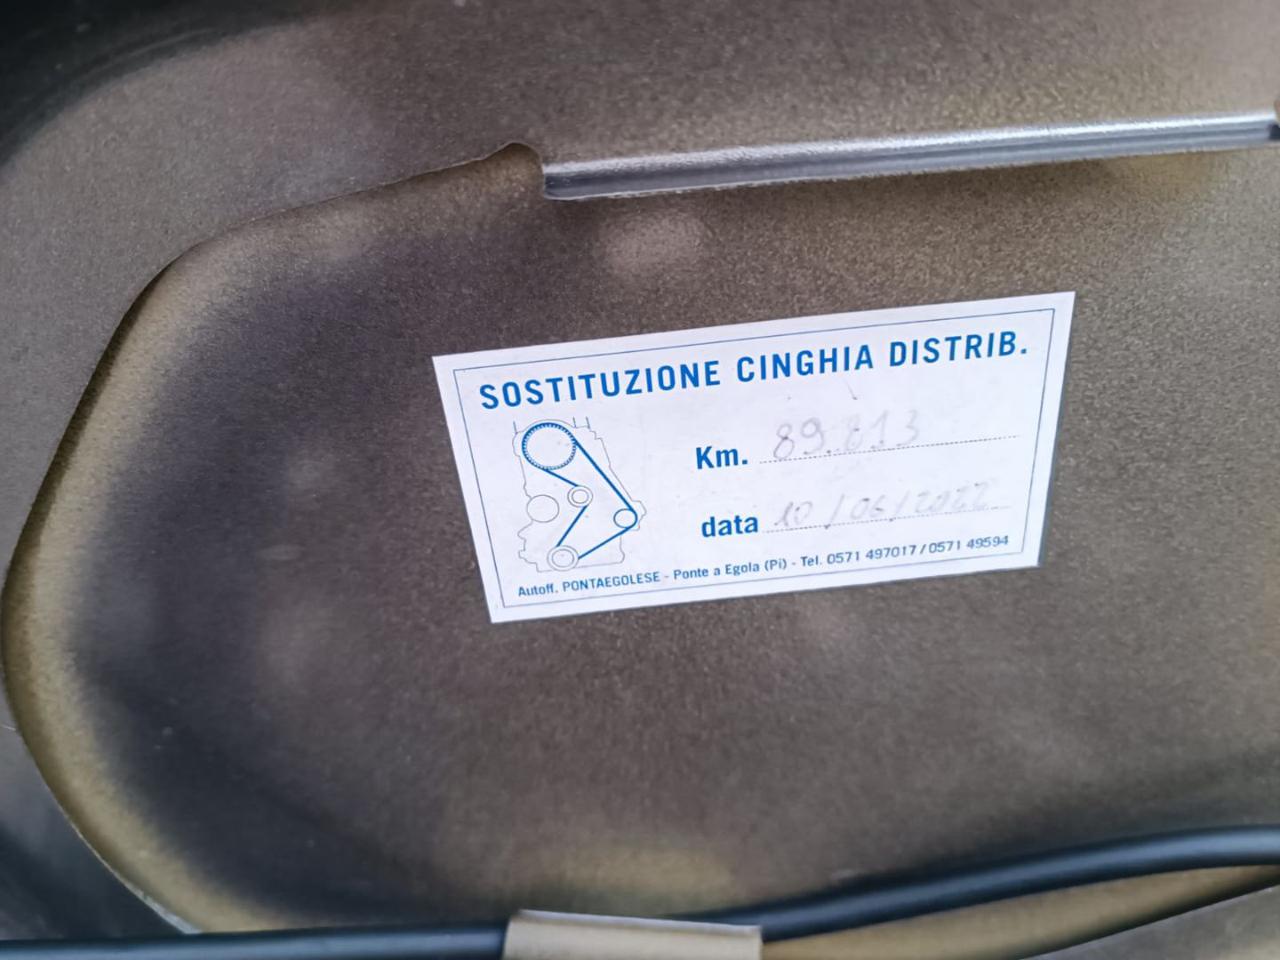 SOSTITUZIONE CINGHIA DISTRIB.
Km. 89.813
data 10/06/2022
Autoff. PONTAEGOLESE - Ponte a Egola (Pi) - Tel. 0571 497017 / 0571 49594